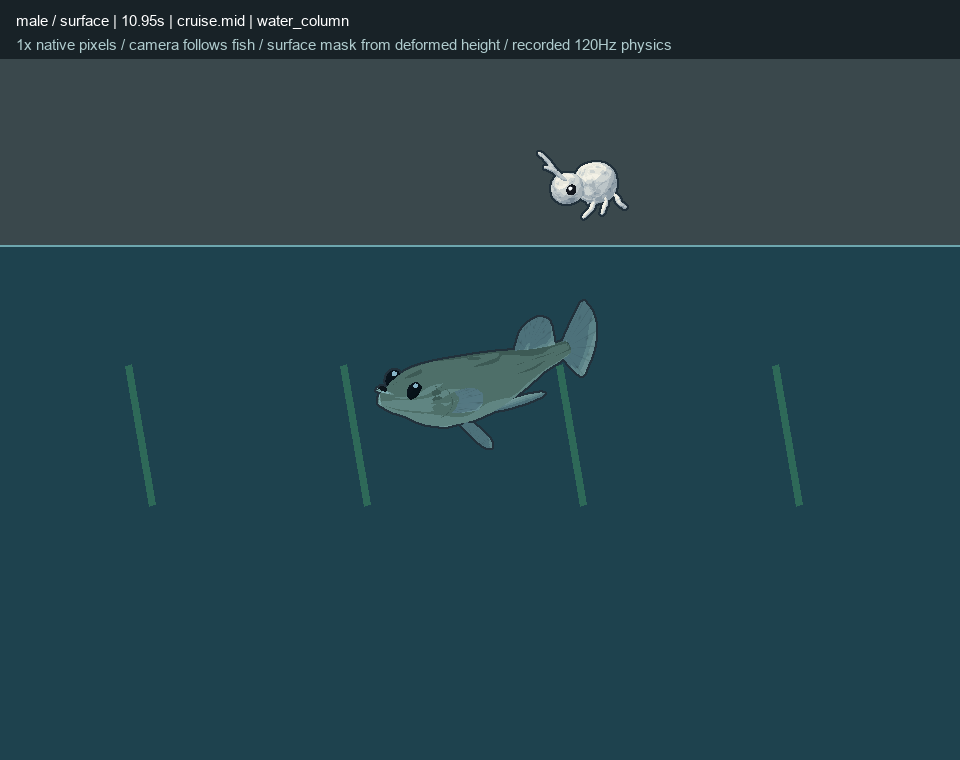 male / surface | 10.95s | cruise.mid | water_column
1x native pixels / camera follows fish / surface mask from deformed height / recorded 120Hz physics